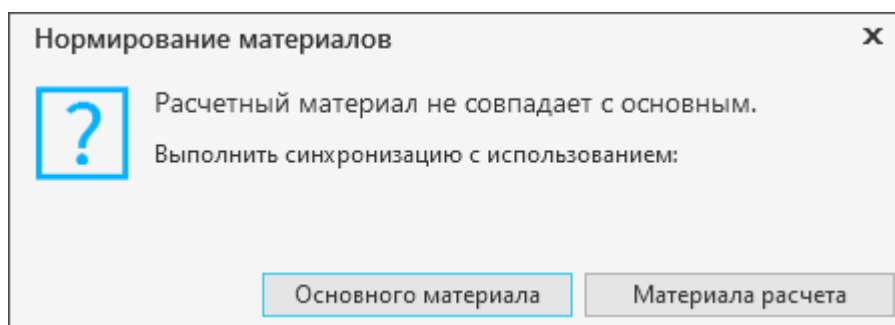 Нормирование материалов
Расчетный материал не совпадает с основным.
Выполнить синхронизацию с использованием:
Основного материала
Материала расчета